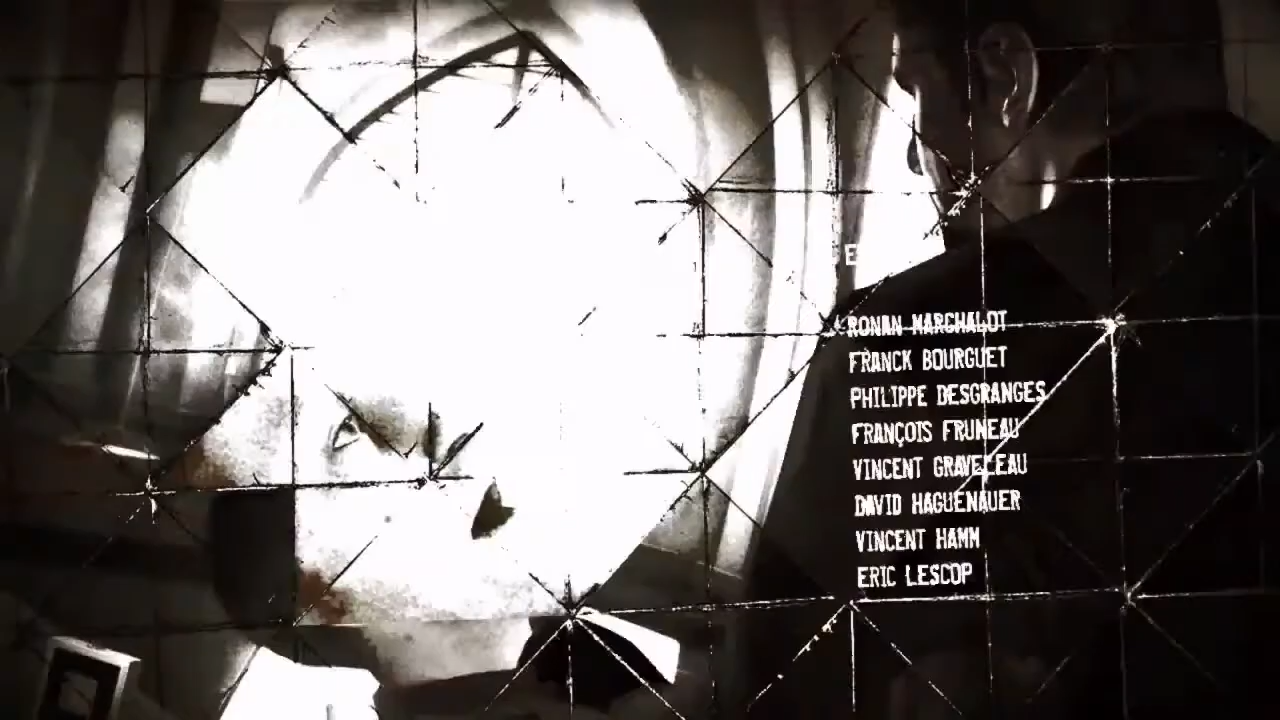 E
RONAN MARCHALOT
FRANCK BOURGUET
PHILIPPE DESGRANGES
FRANÇOIS FRUNEAU
VINCENT GRAVELEAU
DAVID HAGUENAUER
VINCENT HAMM
ERIC LESCOP